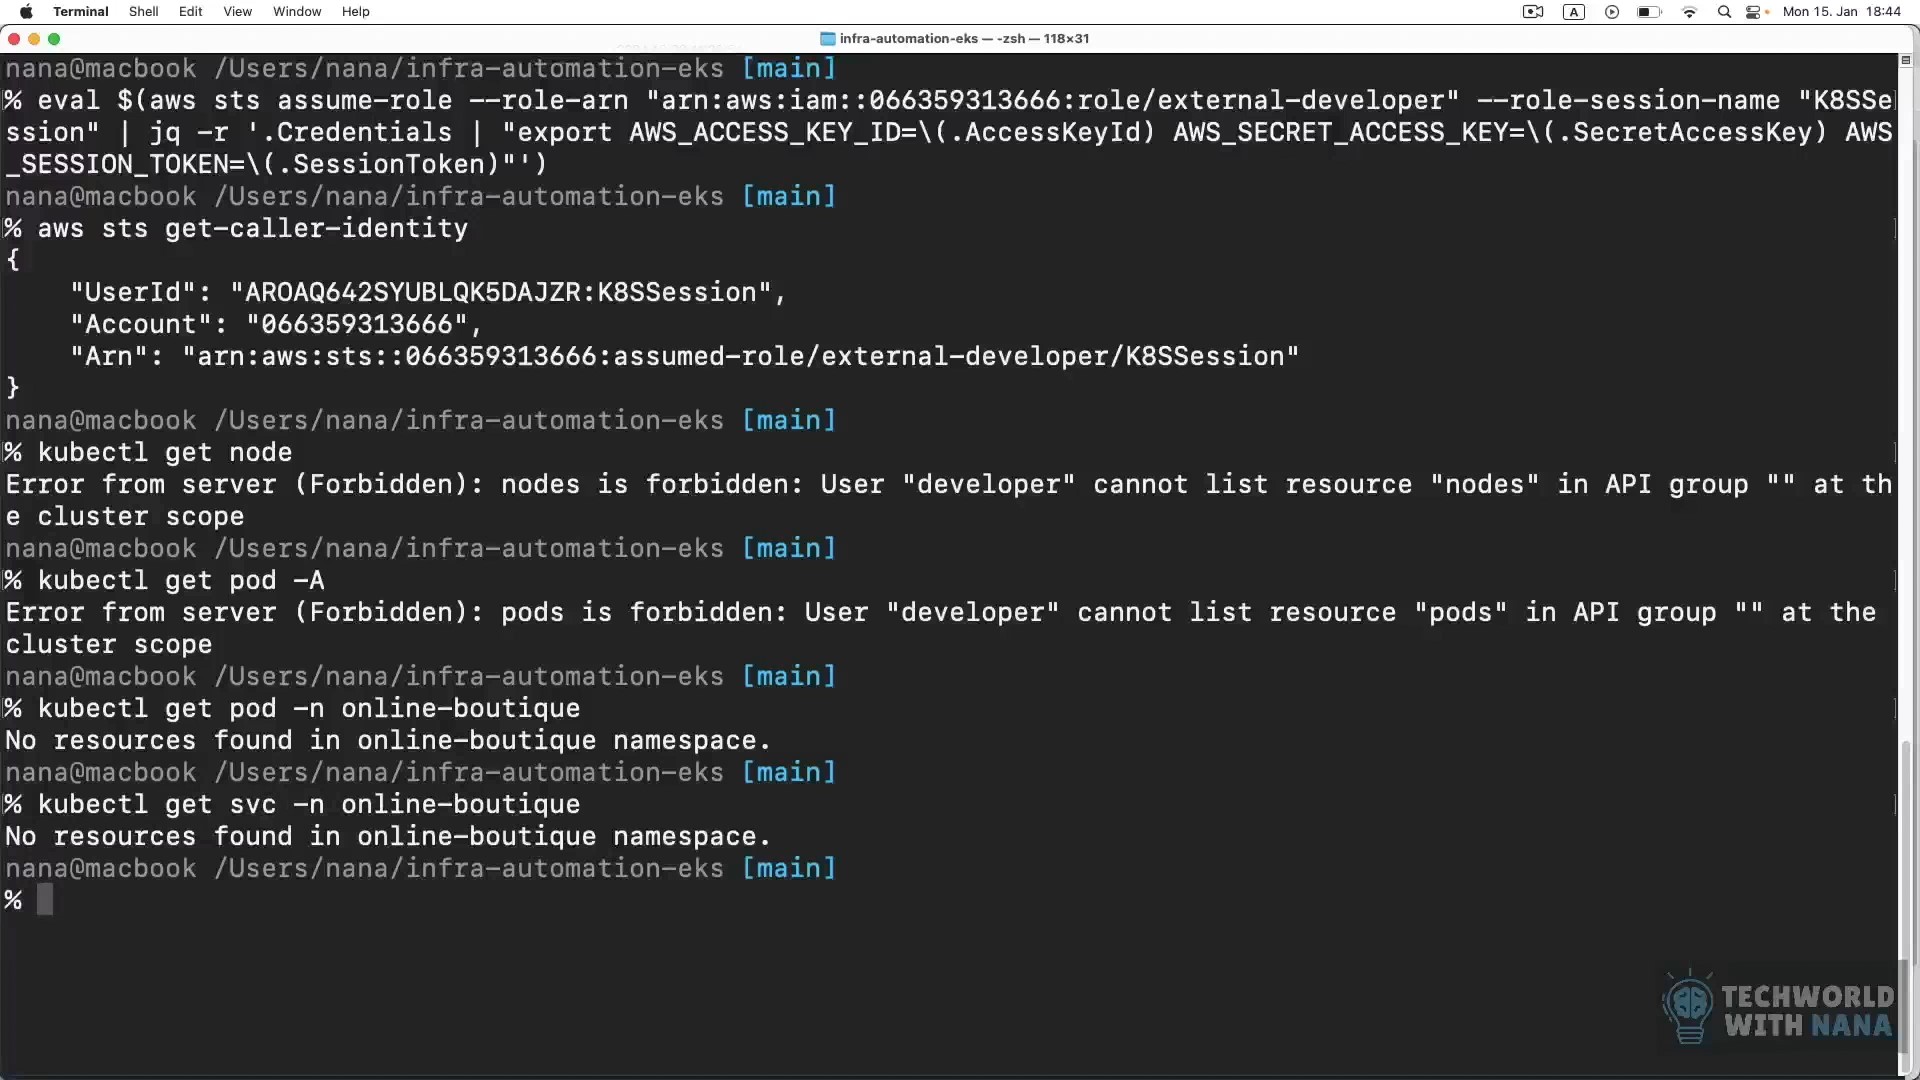 Terminal Shell Edit View Window Help A Mon 15. Jan 18:44
infra-automation-eks — -zsh — 118×31
nana@macbook /Users/nana/infra-automation-eks [main]
% eval $(aws sts assume-role --role-arn "arn:aws:iam::066359313666:role/external-developer" --role-session-name "K8SSe
ssion" | jq -r '.Credentials | "export AWS_ACCESS_KEY_ID=\(.AccessKeyId) AWS_SECRET_ACCESS_KEY=\(.SecretAccessKey) AWS
_SESSION_TOKEN=\(.SessionToken)"')
nana@macbook /Users/nana/infra-automation-eks [main]
% aws sts get-caller-identity
{
    "UserId": "AROAQ642SYUBLQK5DAJZR:K8SSession",
    "Account": "066359313666",
    "Arn": "arn:aws:sts::066359313666:assumed-role/external-developer/K8SSession"
}
nana@macbook /Users/nana/infra-automation-eks [main]
% kubectl get node
Error from server (Forbidden): nodes is forbidden: User "developer" cannot list resource "nodes" in API group "" at th
e cluster scope
nana@macbook /Users/nana/infra-automation-eks [main]
% kubectl get pod -A
Error from server (Forbidden): pods is forbidden: User "developer" cannot list resource "pods" in API group "" at the
cluster scope
nana@macbook /Users/nana/infra-automation-eks [main]
% kubectl get pod -n online-boutique
No resources found in online-boutique namespace.
nana@macbook /Users/nana/infra-automation-eks [main]
% kubectl get svc -n online-boutique
No resources found in online-boutique namespace.
nana@macbook /Users/nana/infra-automation-eks [main]
%
TECHWORLD
WITH NANA